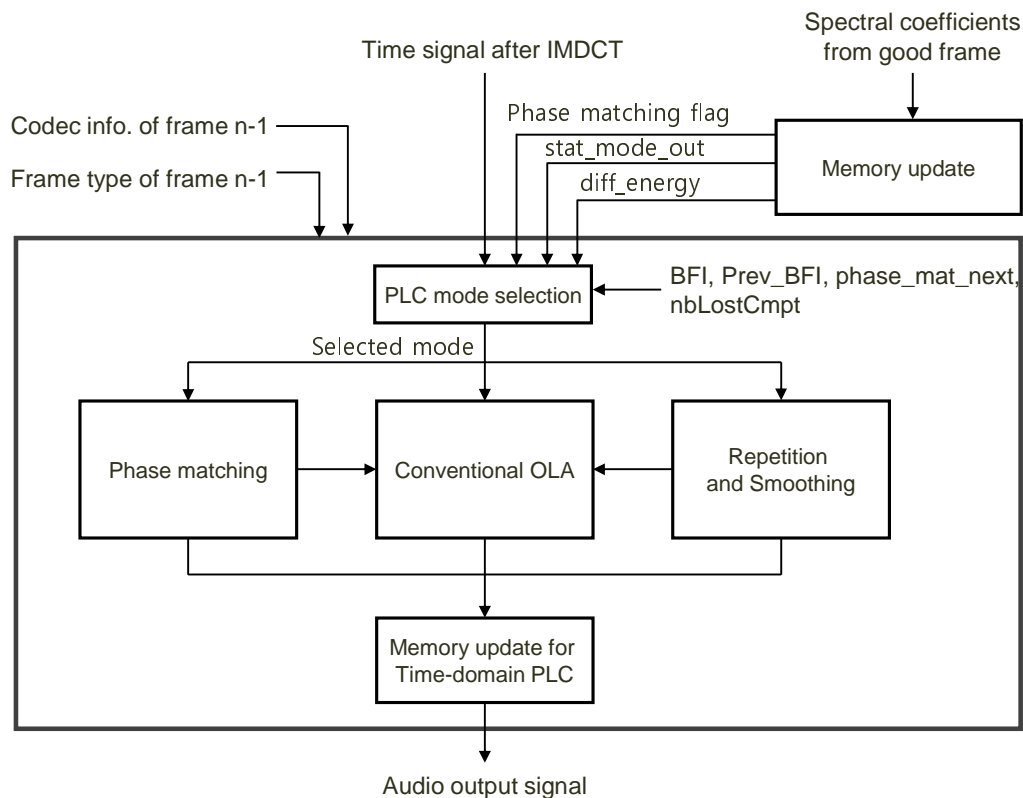 Spectral coefficients
from good frame
Time signal after IMDCT
Phase matching flag
Codec info. of frame n-1
stat_mode_out
Memory update
Frame type of frame n-1
diff_energy
BFI, Prev_BFI, phase_mat_next,
nbLostCmpt
PLC mode selection
Selected mode
Phase matching
Conventional OLA
Repetition
and Smoothing
Memory update for
Time-domain PLC
Audio output signal